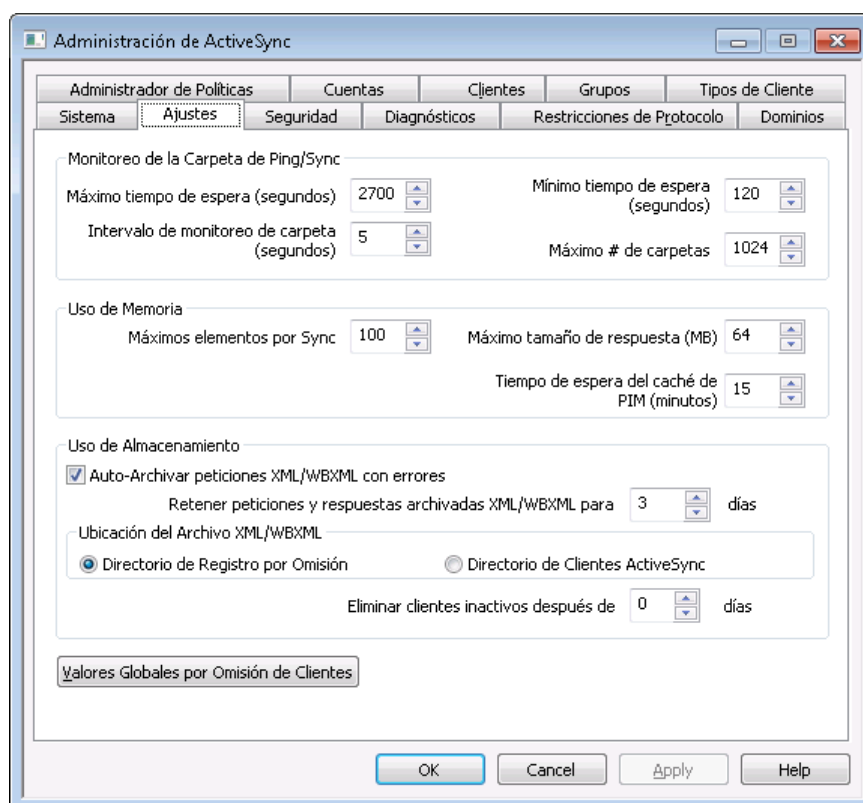 Administración de ActiveSync
Administrador de Políticas Cuentas Clientes Grupos Tipos de Cliente
Sistema Ajustes Seguridad Diagnósticos Restricciones de Protocolo Dominios
Monitoreo de la Carpeta de Ping/Sync
Máximo tiempo de espera (segundos) 2700
Mínimo tiempo de espera
(segundos) 120
Intervalo de monitoreo de carpeta
(segundos) 5
Máximo # de carpetas 1024
Uso de Memoria
Máximos elementos por Sync 100 Máximo tamaño de respuesta (MB) 64
Tiempo de espera del caché de
PIM (minutos) 15
Uso de Almacenamiento
Auto-Archivar peticiones XML/WBXML con errores
Retener peticiones y respuestas archivadas XML/WBXML para 3 días
Ubicación del Archivo XML/WBXML
Directorio de Registro por Omisión Directorio de Clientes ActiveSync
Eliminar clientes inactivos después de 0 días
Valores Globales por Omisión de Clientes
OK Cancel Apply Help